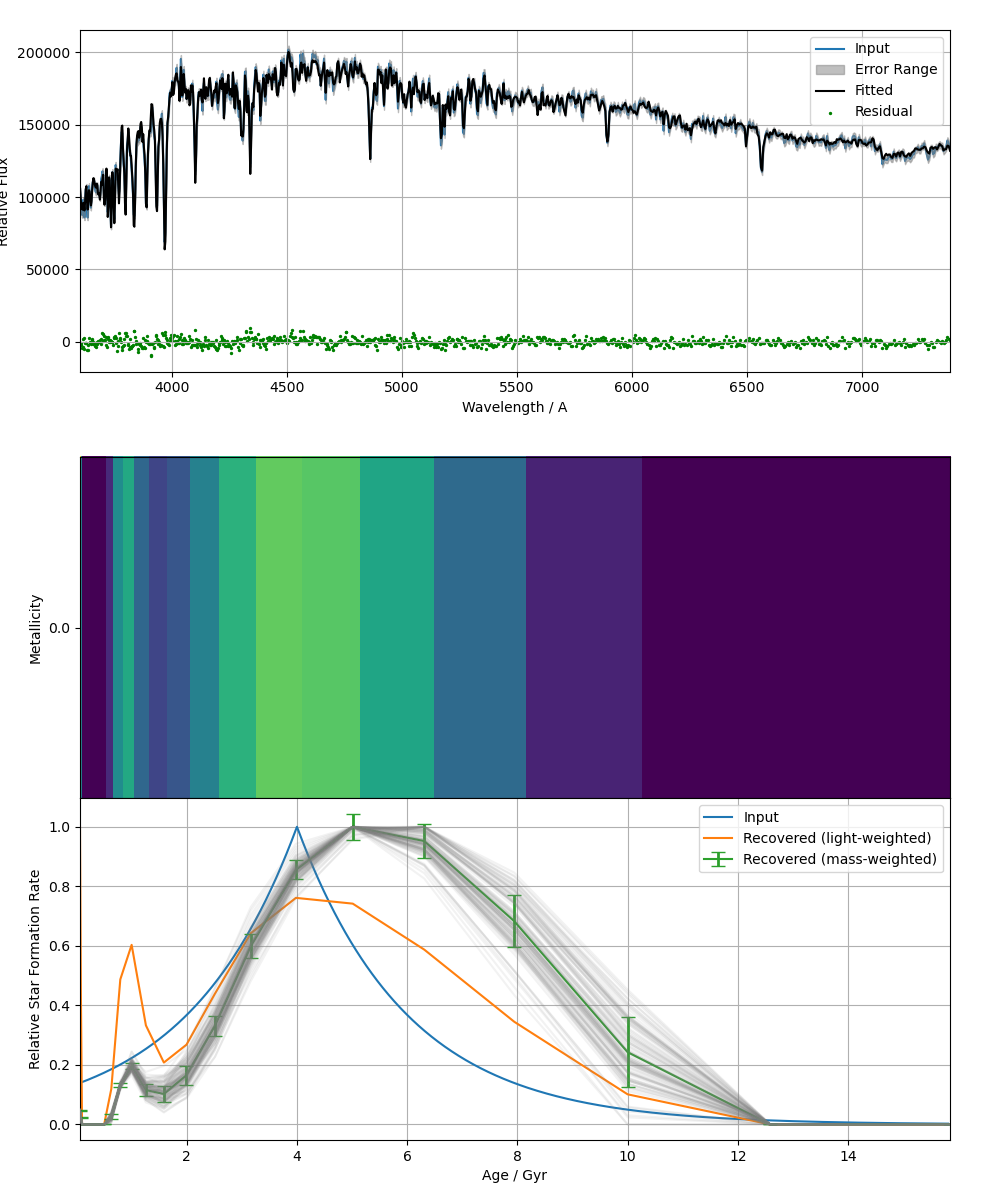 200000
150000
100000
50000
0
Relative Flux
Input
Error Range
Fitted
Residual
4000 4500 5000 5500 6000 6500 7000
Wavelength / A
Metallicity
0.0
1.0
0.8
0.6
0.4
0.2
0.0
Relative Star Formation Rate
Input
Recovered (light-weighted)
Recovered (mass-weighted)
2 4 6 8 10 12 14
Age / Gyr